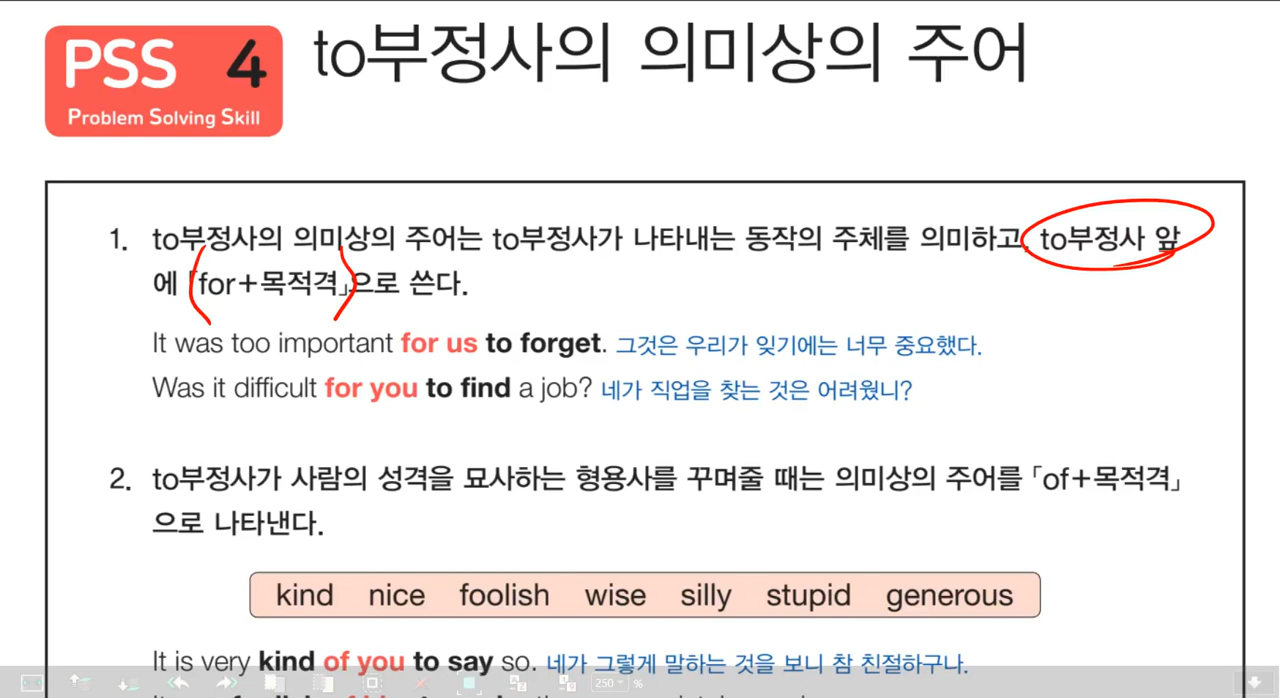 PSS 4
Problem Solving Skill
to부정사의 의미상의 주어
1. to부정사의 의미상의 주어는 to부정사가 나타내는 동작의 주체를 의미하고, to부정사 앞
에 「for+목적격」으로 쓴다.
It was too important for us to forget. 그것은 우리가 잊기에는 너무 중요했다.
Was it difficult for you to find a job? 네가 직업을 찾는 것은 어려웠니?
2. to부정사가 사람의 성격을 묘사하는 형용사를 꾸며줄 때는 의미상의 주어를 「of+목적격」
으로 나타낸다.
kind nice foolish wise silly stupid generous
It is very kind of you to say so. 네가 그렇게 말하는 것을 보니 참 친절하구나.
250 %